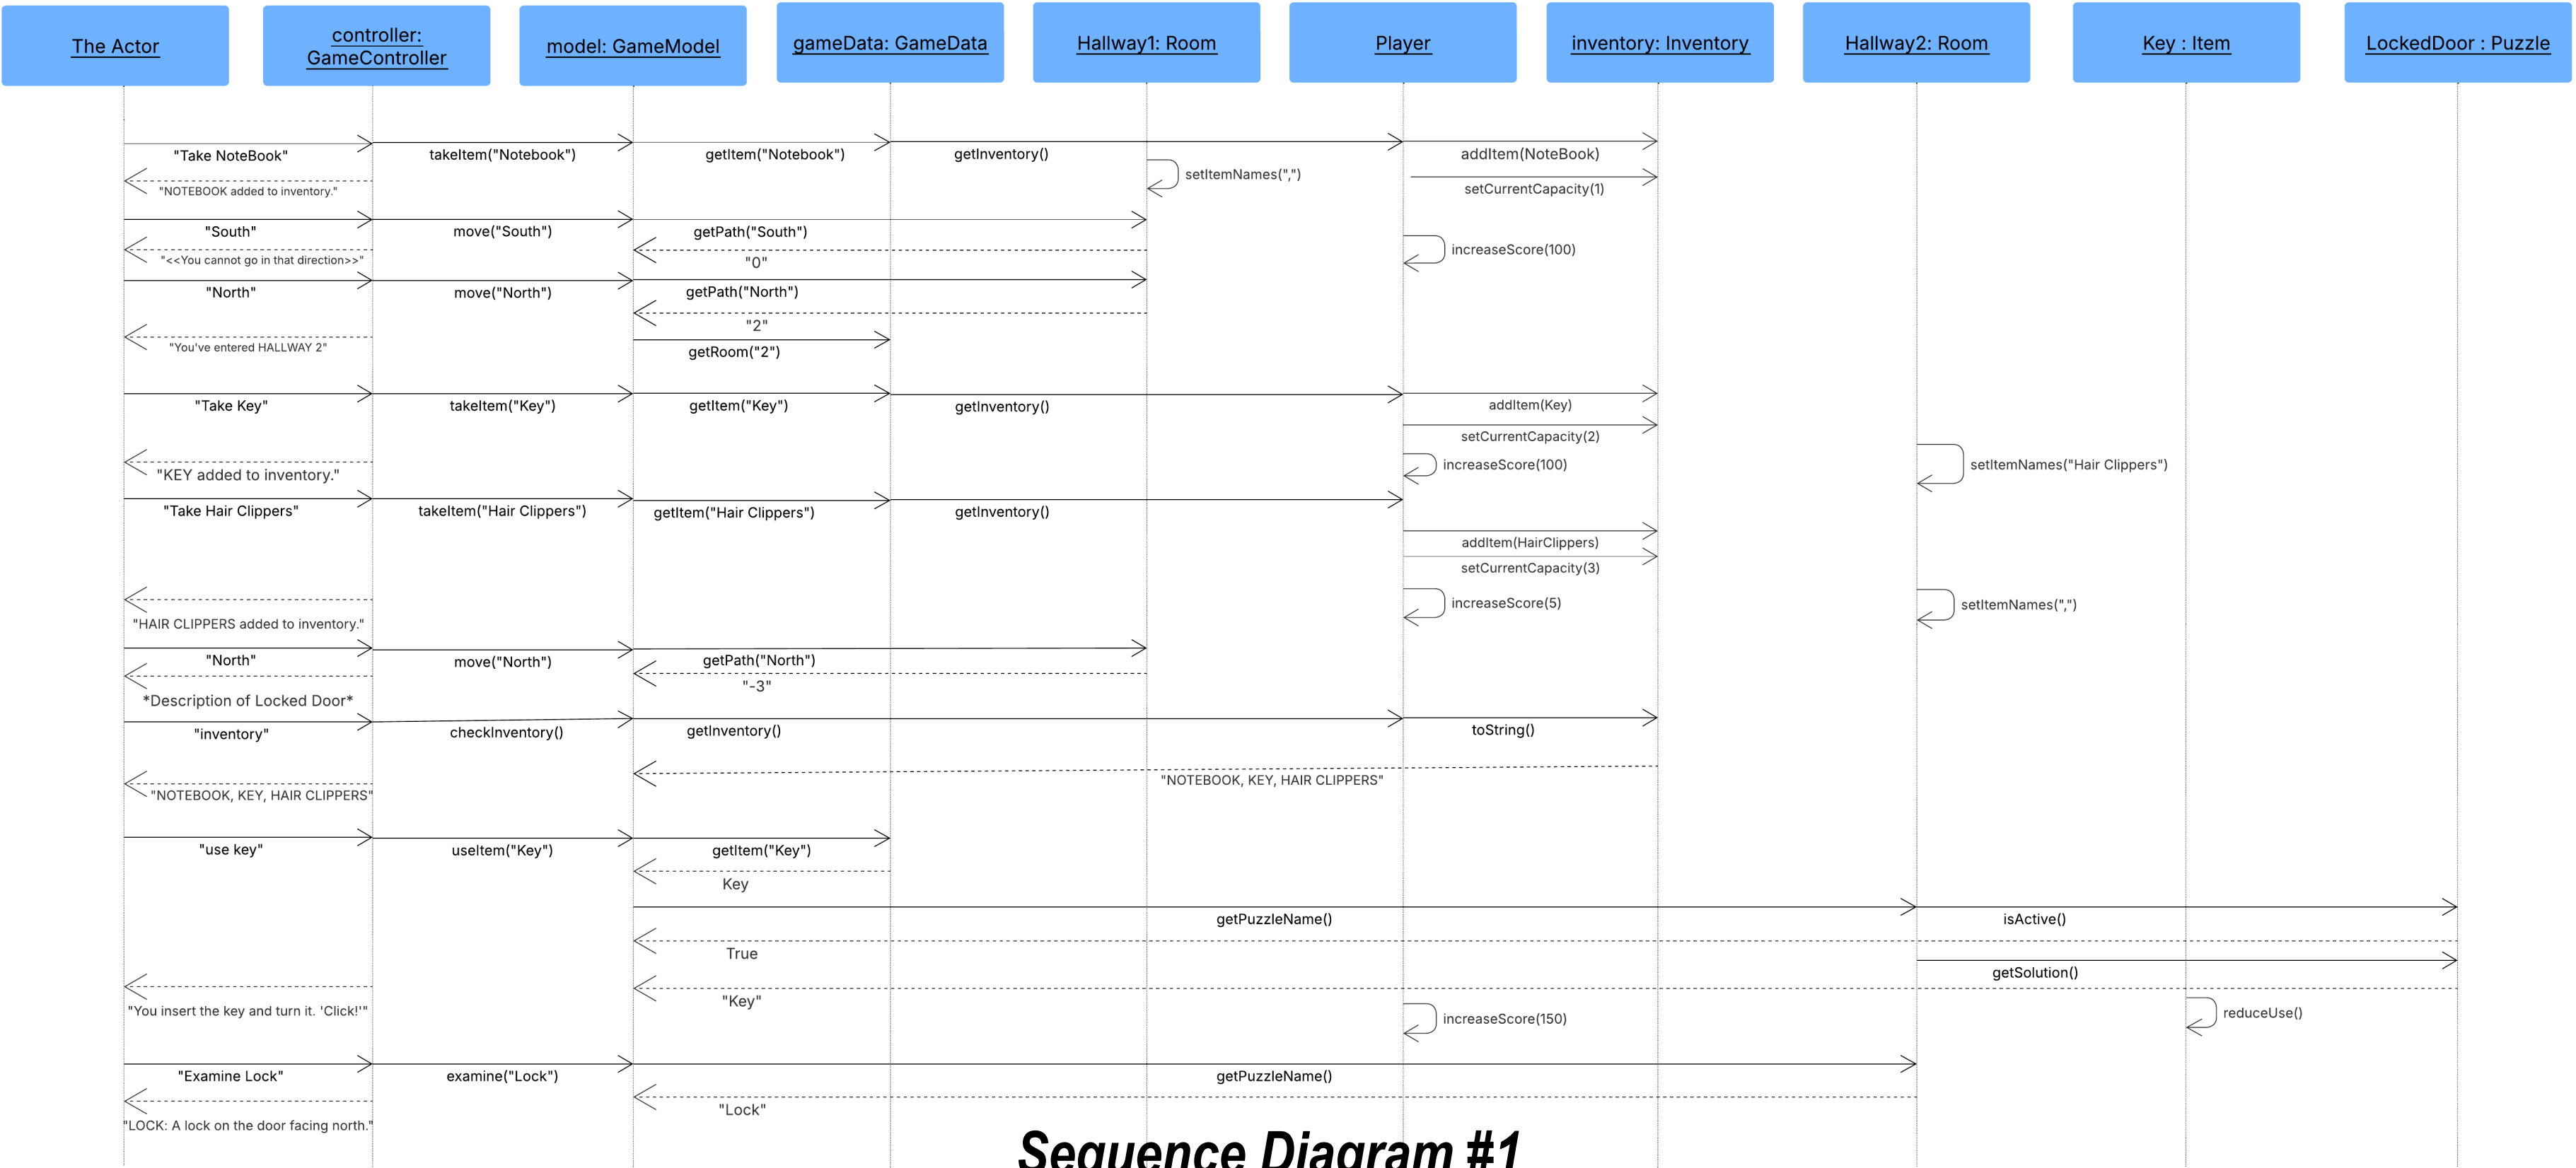 The Actor
controller:
GameController
model: GameModel
gameData: GameData
Hallway1: Room
Player
inventory: Inventory
Hallway2: Room
Key : Item
LockedDoor : Puzzle
"Take NoteBook"
takeItem("Notebook")
getItem("Notebook")
getInventory()
addItem(NoteBook)
setItemNames(",")
"NOTEBOOK added to inventory."
setCurrentCapacity(1)
"South"
move("South")
getPath("South")
increaseScore(100)
"<<You cannot go in that direction>>"
"0"
"North"
move("North")
getPath("North")
"2"
"You've entered HALLWAY 2"
getRoom("2")
"Take Key"
takeItem("Key")
getItem("Key")
getInventory()
addItem(Key)
setCurrentCapacity(2)
"KEY added to inventory."
increaseScore(100)
setItemNames("Hair Clippers")
"Take Hair Clippers"
takeItem("Hair Clippers")
getItem("Hair Clippers")
getInventory()
addItem(HairClippers)
setCurrentCapacity(3)
increaseScore(5)
setItemNames(",")
"HAIR CLIPPERS added to inventory."
"North"
move("North")
getPath("North")
"-3"
*Description of Locked Door*
"inventory"
checkInventory()
getInventory()
toString()
"NOTEBOOK, KEY, HAIR CLIPPERS"
"NOTEBOOK, KEY, HAIR CLIPPERS"
"use key"
useItem("Key")
getItem("Key")
Key
getPuzzleName()
isActive()
True
getSolution()
"Key"
"You insert the key and turn it. 'Click!'"
increaseScore(150)
reduceUse()
"Examine Lock"
examine("Lock")
getPuzzleName()
"Lock"
"LOCK: A lock on the door facing north."
Sequence Diagram #1